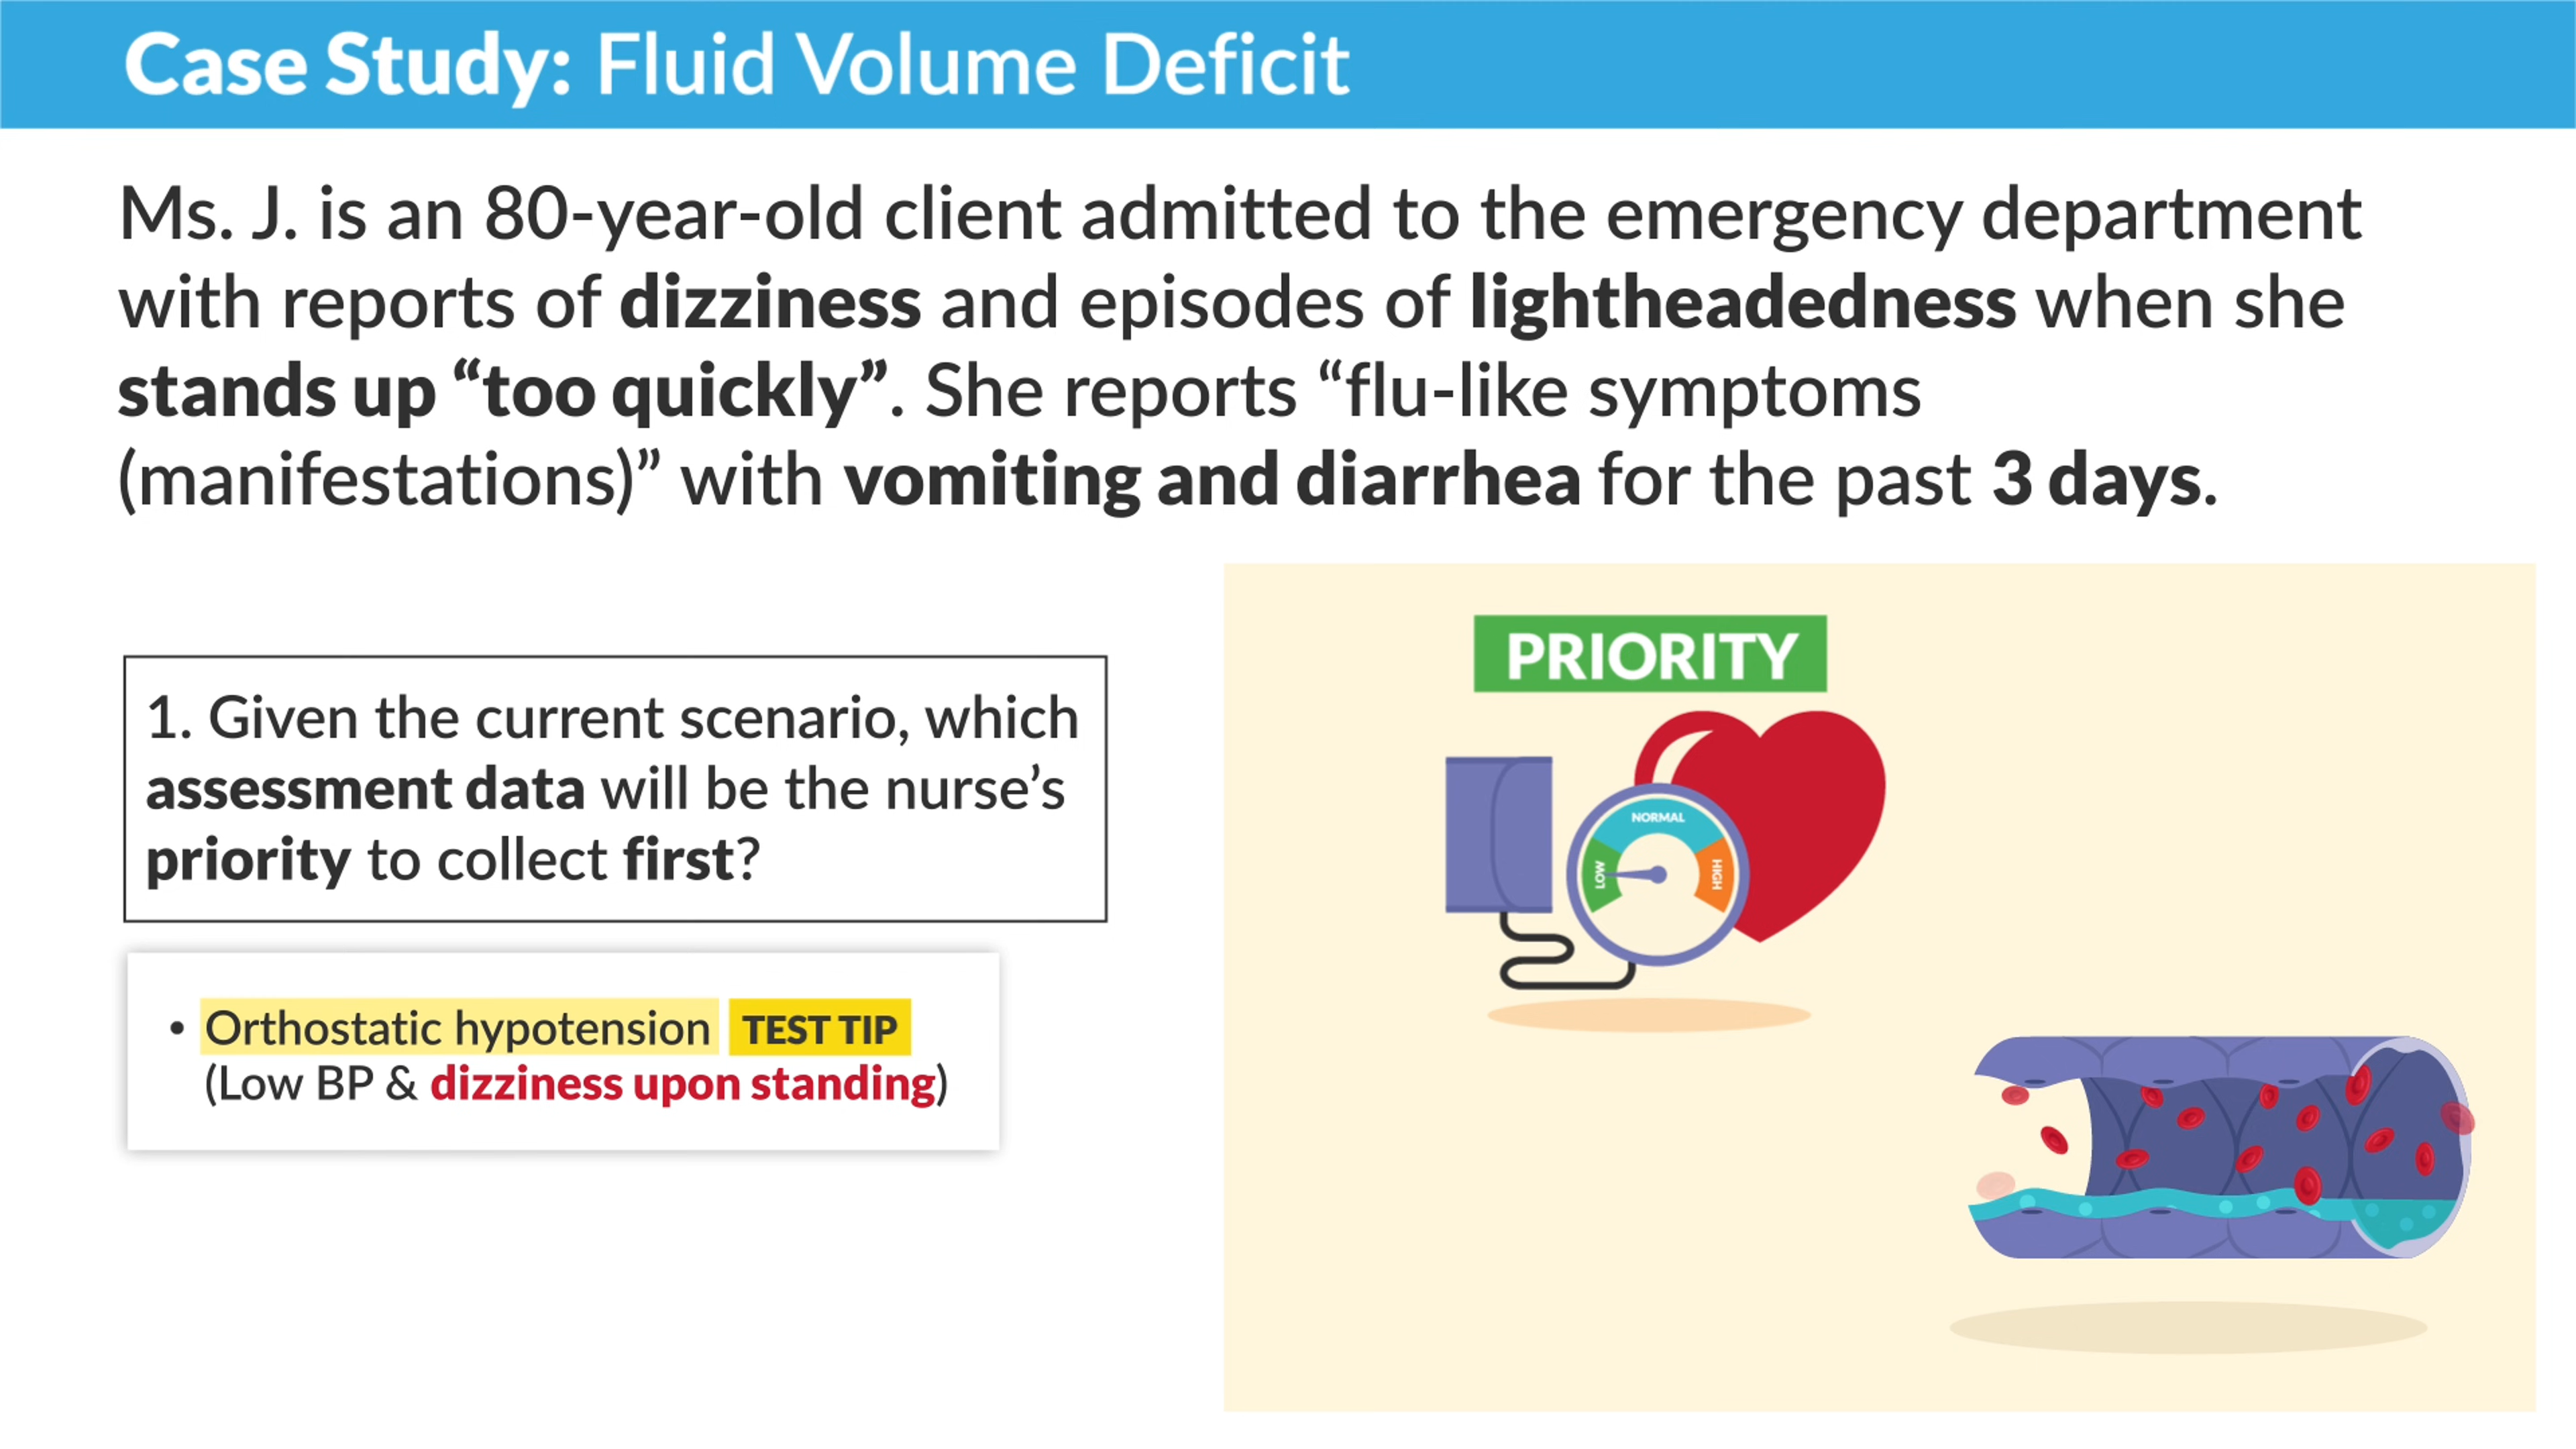 Case Study: Fluid Volume Deficit
Ms. J. is an 80-year-old client admitted to the emergency department
with reports of dizziness and episodes of lightheadedness when she
stands up “too quickly”. She reports “flu-like symptoms
(manifestations)” with vomiting and diarrhea for the past 3 days.
1. Given the current scenario, which
assessment data will be the nurse’s
priority to collect first?
• Orthostatic hypotension TEST TIP
(Low BP & dizziness upon standing)
PRIORITY
NORMAL
LOW
HIGH